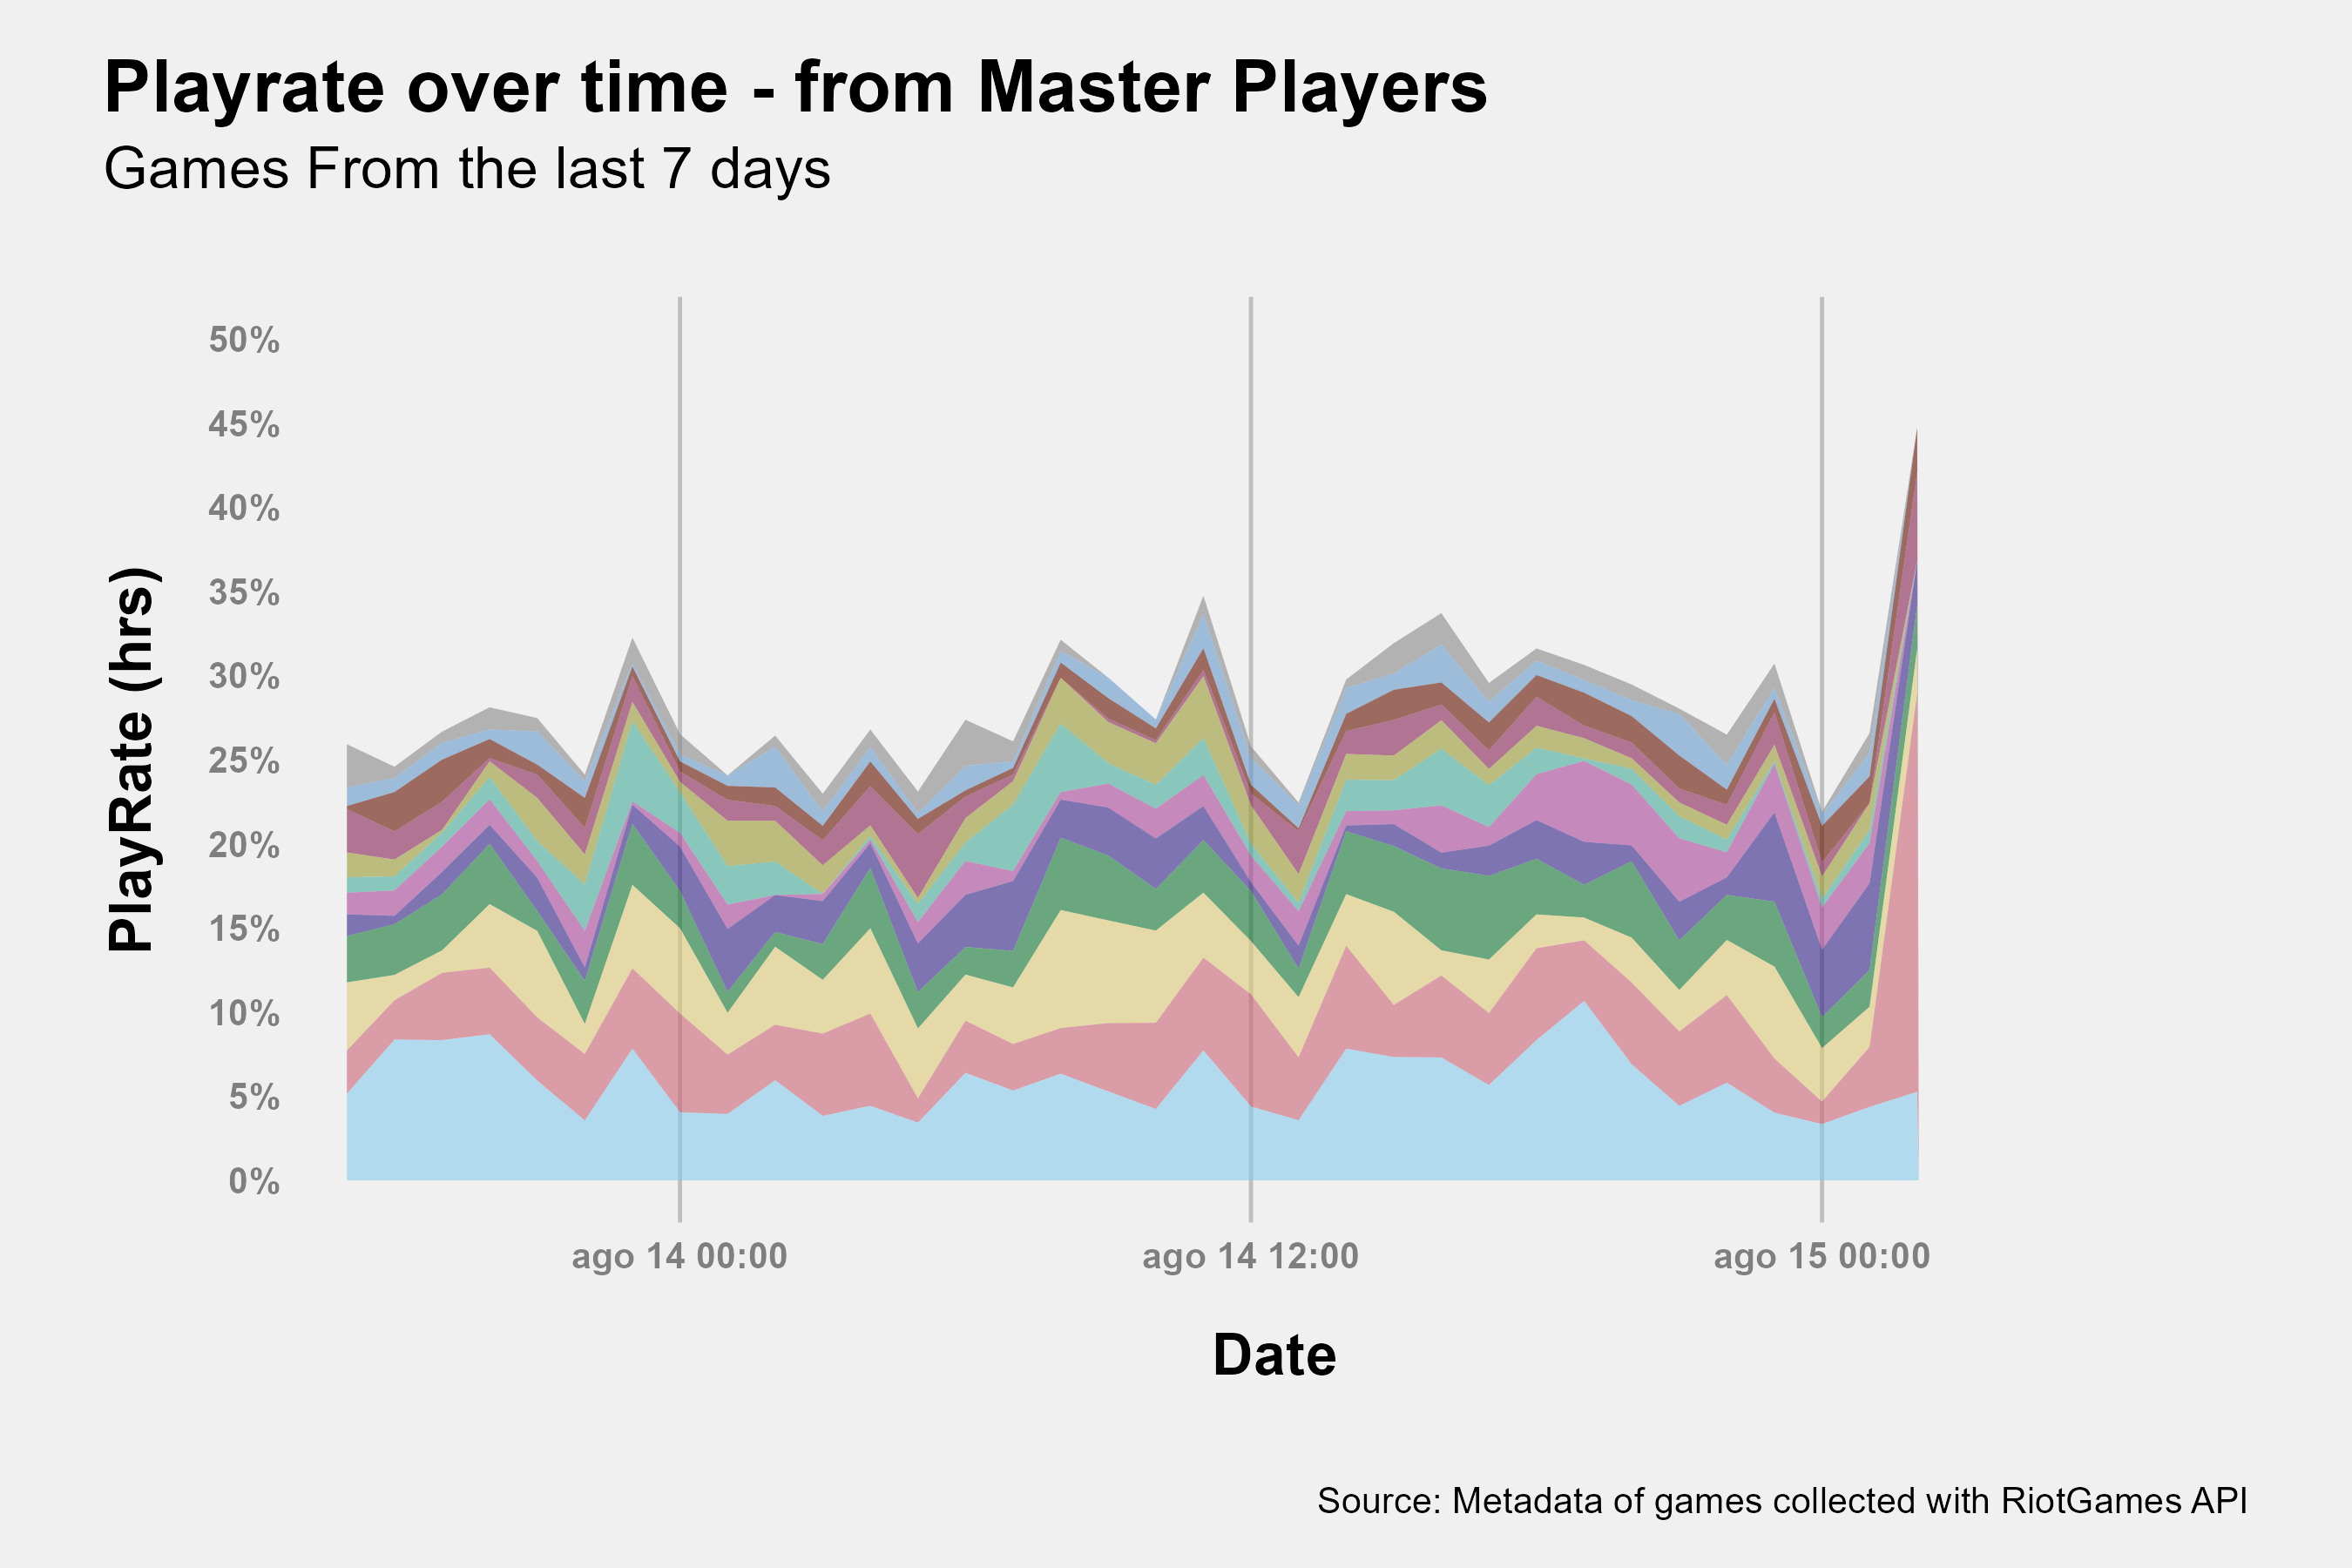 Playrate over time - from Master Players
Games From the last 7 days
50%
45%
40%
35%
30%
25%
20%
15%
10%
5%
0%
PlayRate (hrs)
ago 14 00:00
ago 14 12:00
ago 15 00:00
Date
Source: Metadata of games collected with RiotGames API